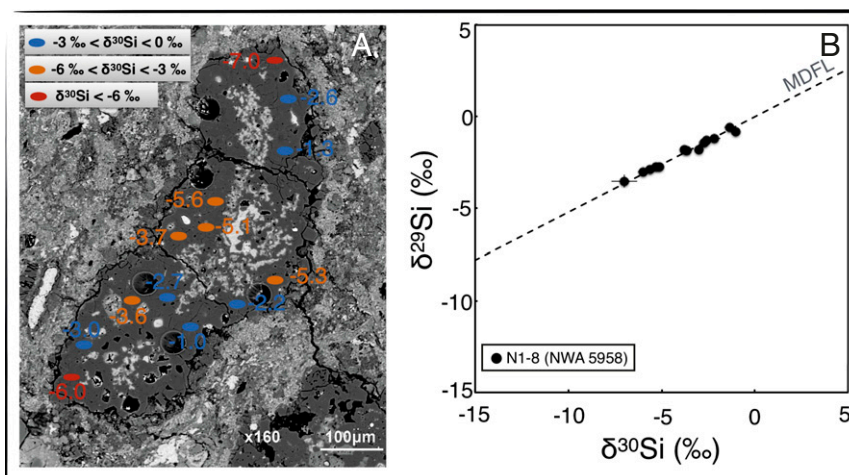 -3 ‰ < δ³⁰Si < 0 ‰
-6 ‰ < δ³⁰Si < -3 ‰
δ³⁰Si < -6 ‰
A
-7.0
-2.6
-1.3
-5.6
-5.1
-3.7
-5.3
-2.7
-2.2
-3.6
-3.0
-1.0
-6.0
x160
100µm
B
MDFL
5
0
-5
-10
-15
δ²⁹Si (‰)
N1-8 (NWA 5958)
-15
-10
-5
0
5
δ³⁰Si (‰)